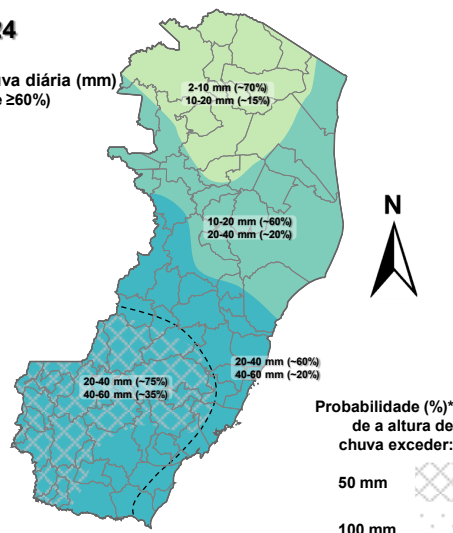 24
uva diária (mm)
e ≥60%)
2-10 mm (~70%)
10-20 mm (~15%)
10-20 mm (~60%)
20-40 mm (~20%)
N
20-40 mm (~60%)
40-60 mm (~20%)
20-40 mm (~75%)
40-60 mm (~35%)
Probabilidade (%)*
de a altura de
chuva exceder:
50 mm
100 mm